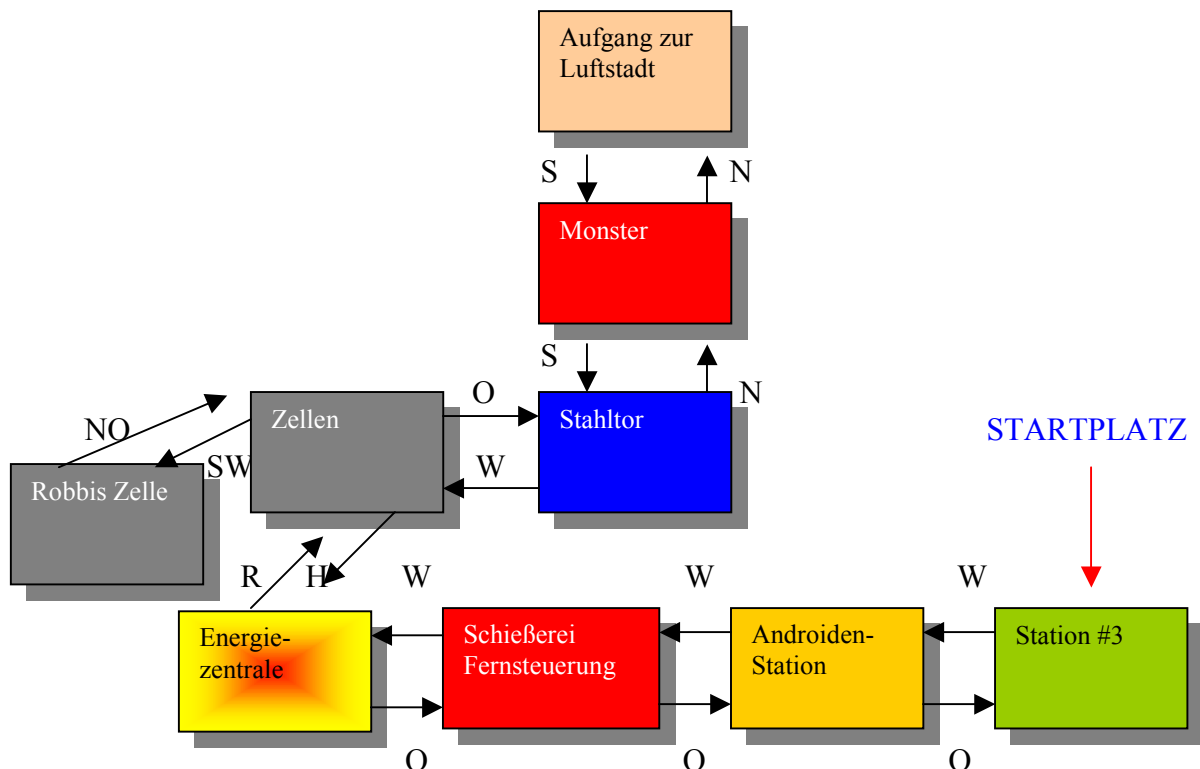 Aufgang zur
Luftstadt
S
N
Monster
S
N
Zellen
O
Stahltor
NO
STARTPLATZ
SW
W
Robbis Zelle
R
H
W
W
W
Energie-
zentrale
Schießerei
Fernsteuerung
Androiden-
Station
Station #3
O
O
O